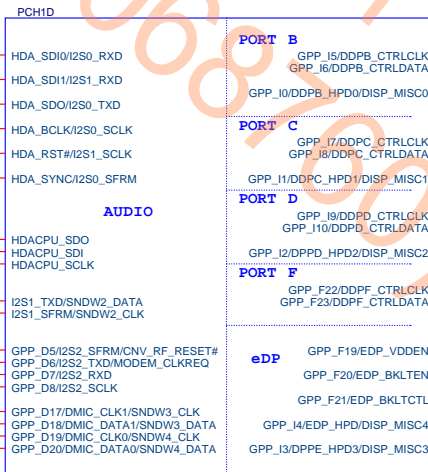 PCH1D
HDA_SDI0/I2S0_RXD
HDA_SDI1/I2S1_RXD
HDA_SDO/I2S0_TXD
HDA_BCLK/I2S0_SCLK
HDA_RST#/I2S1_SCLK
HDA_SYNC/I2S0_SFRM
AUDIO
HDACPU_SDO
HDACPU_SDI
HDACPU_SCLK
I2S1_TXD/SNDW2_DATA
I2S1_SFRM/SNDW2_CLK
GPP_D5/I2S2_SFRM/CNV_RF_RESET#
GPP_D6/I2S2_TXD/MODEM_CLKREQ
GPP_D7/I2S2_RXD
GPP_D8/I2S2_SCLK
GPP_D17/DMIC_CLK1/SNDW3_CLK
GPP_D18/DMIC_DATA1/SNDW3_DATA
GPP_D19/DMIC_CLK0/SNDW4_CLK
GPP_D20/DMIC_DATA0/SNDW4_DATA
PORT B
GPP_I5/DDPB_CTRLCLK
GPP_I6/DDPB_CTRLDATA
GPP_I0/DDPB_HPD0/DISP_MISC0
PORT C
GPP_I7/DDPC_CTRLCLK
GPP_I8/DDPC_CTRLDATA
GPP_I1/DDPC_HPD1/DISP_MISC1
PORT D
GPP_I9/DDPD_CTRLCLK
GPP_I10/DDPD_CTRLDATA
GPP_I2/DPPD_HPD2/DISP_MISC2
PORT F
GPP_F22/DDPF_CTRLCLK
GPP_F23/DDPF_CTRLDATA
eDP
GPP_F19/EDP_VDDEN
GPP_F20/EDP_BKLTEN
GPP_F21/EDP_BKLTCTL
GPP_I4/EDP_HPD/DISP_MISC4
GPP_I3/DPPE_HPD3/DISP_MISC3